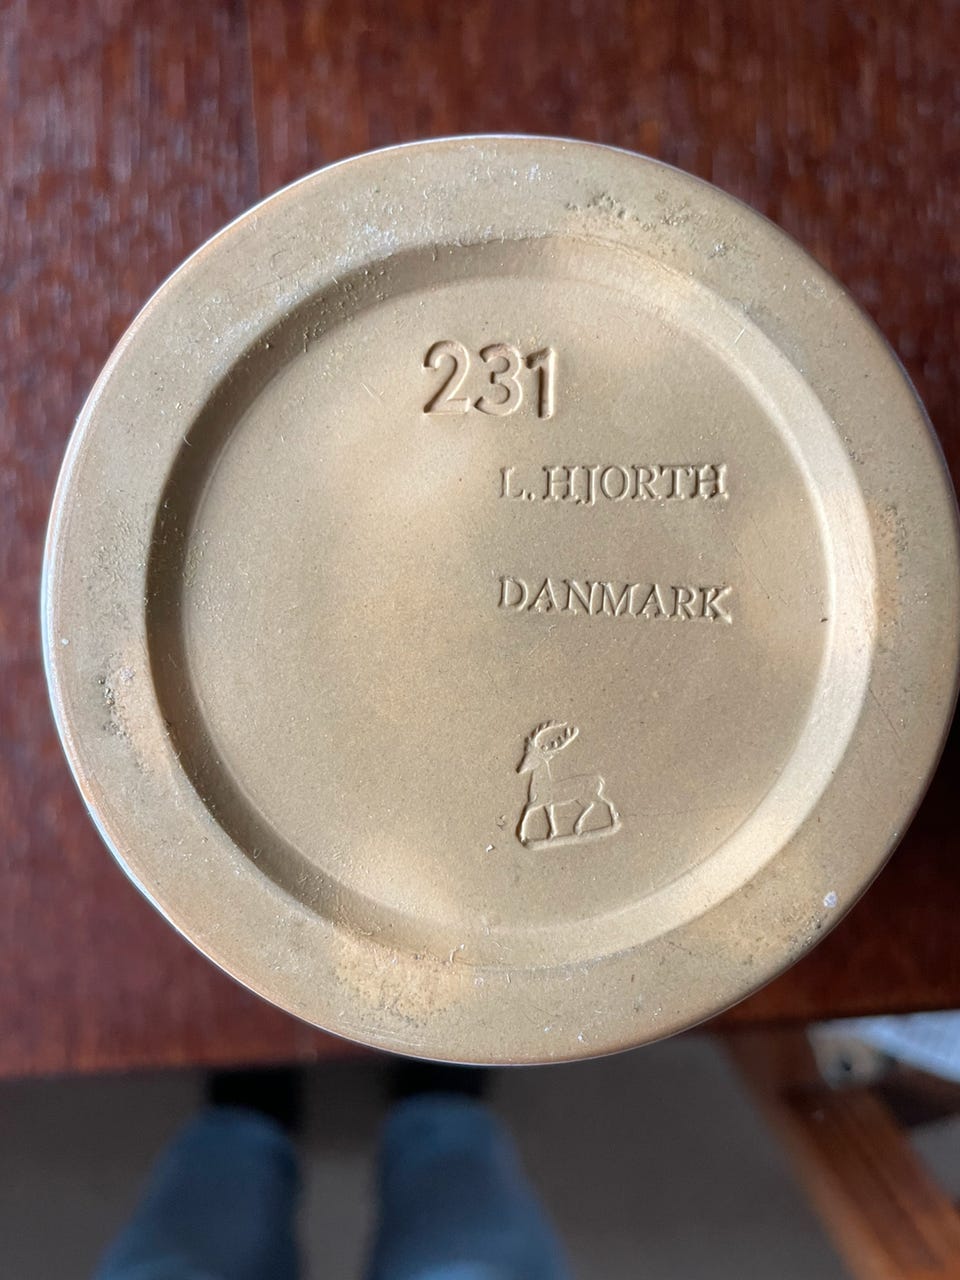 231
L. HJORTH
DANMARK